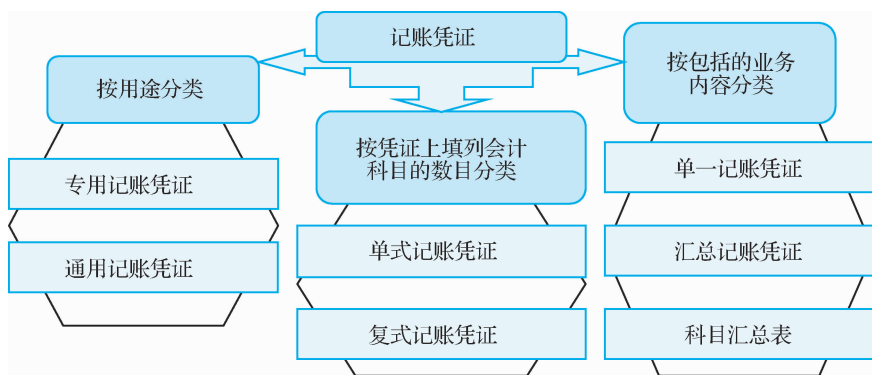 记账凭证
按用途分类
专用记账凭证
通用记账凭证
按凭证上填列会计
科目的数目分类
单式记账凭证
复式记账凭证
按包括的业务
内容分类
单一记账凭证
汇总记账凭证
科目汇总表